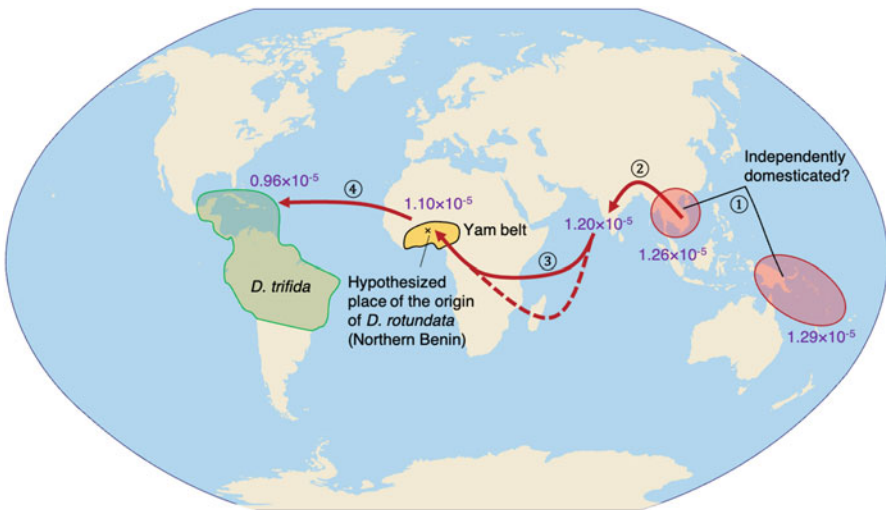 Independently
domesticated?
②
①
0.96×10⁻⁵
④
1.10×10⁻⁵
Yam belt
1.20×10⁻⁵
1.26×10⁻⁵
③
D. trifida
Hypothesized
place of the origin
of D. rotundata
(Northern Benin)
1.29×10⁻⁵